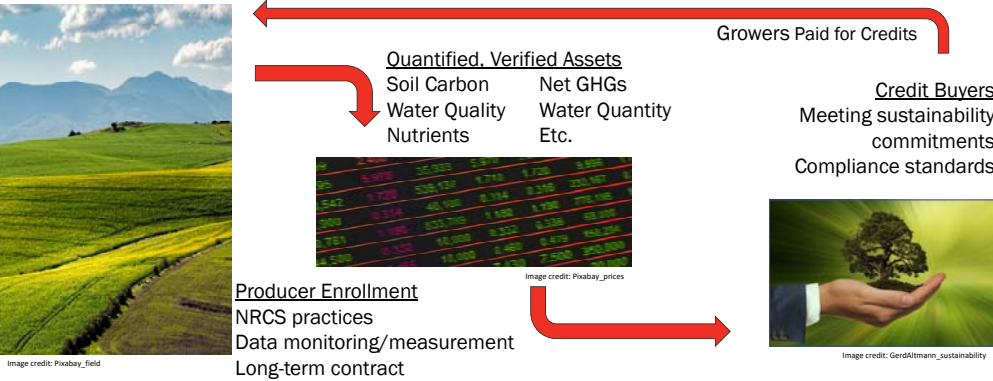 Growers Paid for Credits
Quantified, Verified Assets
Soil Carbon Net GHGs
Water Quality Water Quantity
Nutrients Etc.
Credit Buyers
Meeting sustainability
commitments
Compliance standards
Image credit: Pixabay_prices
Producer Enrollment
NRCS practices
Data monitoring/measurement
Long-term contract
Image credit: Pixabay_field
Image credit: GerdAltmann_sustainability